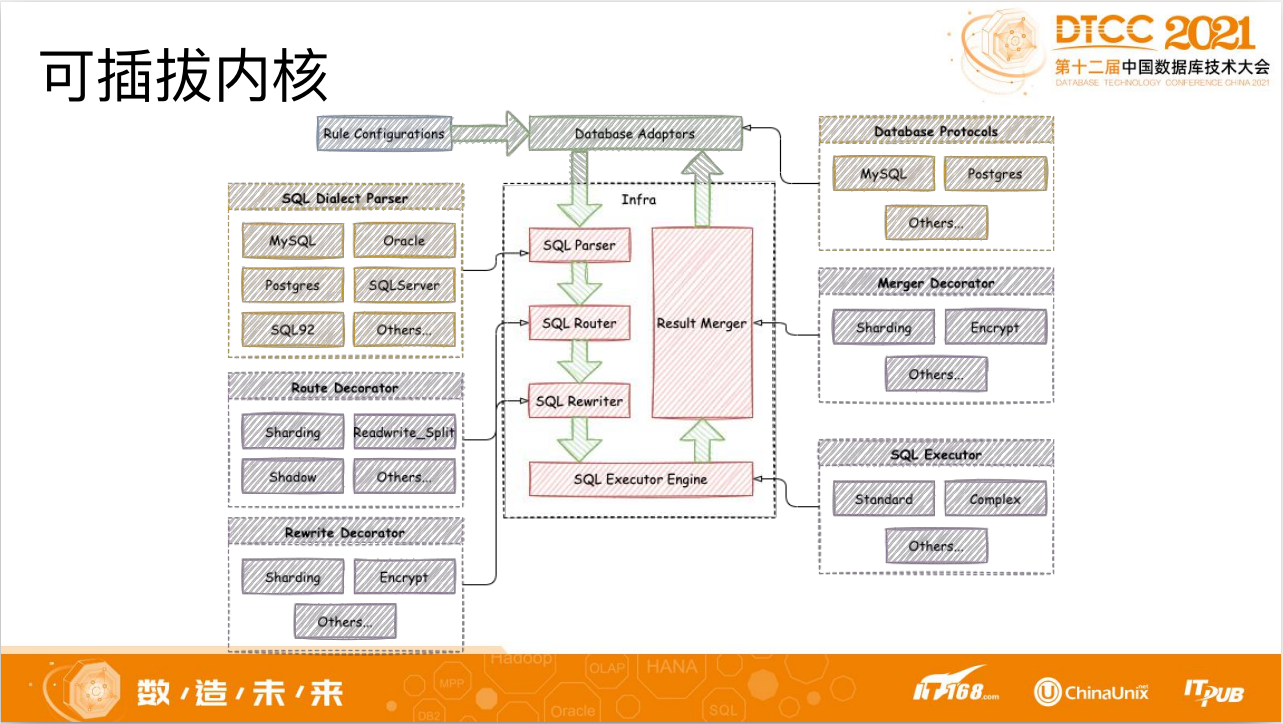 可插拔内核
DTCC 2021
第十二届中国数据库技术大会
DATABASE TECHNOLOGY CONFERENCE CHINA 2021
Rule Configurations
Database Adaptors
SQL Dialect Parser
MySQL
Oracle
Postgres
SQLServer
SQL92
Others...
Route Decorator
Sharding
Readwrite_Split
Shadow
Others...
Rewrite Decorator
Sharding
Encrypt
Others...
Infra
SQL Parser
SQL Router
SQL Rewriter
Result Merger
SQL Executor Engine
Database Protocols
MySQL
Postgres
Others...
Merger Decorator
Sharding
Encrypt
Others...
SQL Executor
Standard
Complex
Others...
数/造/未/来
Hadoop
OLAP
HANA
MPP
DB2
Oracle
SQL
IT168.com
ChinaUnix.net
ITPUB